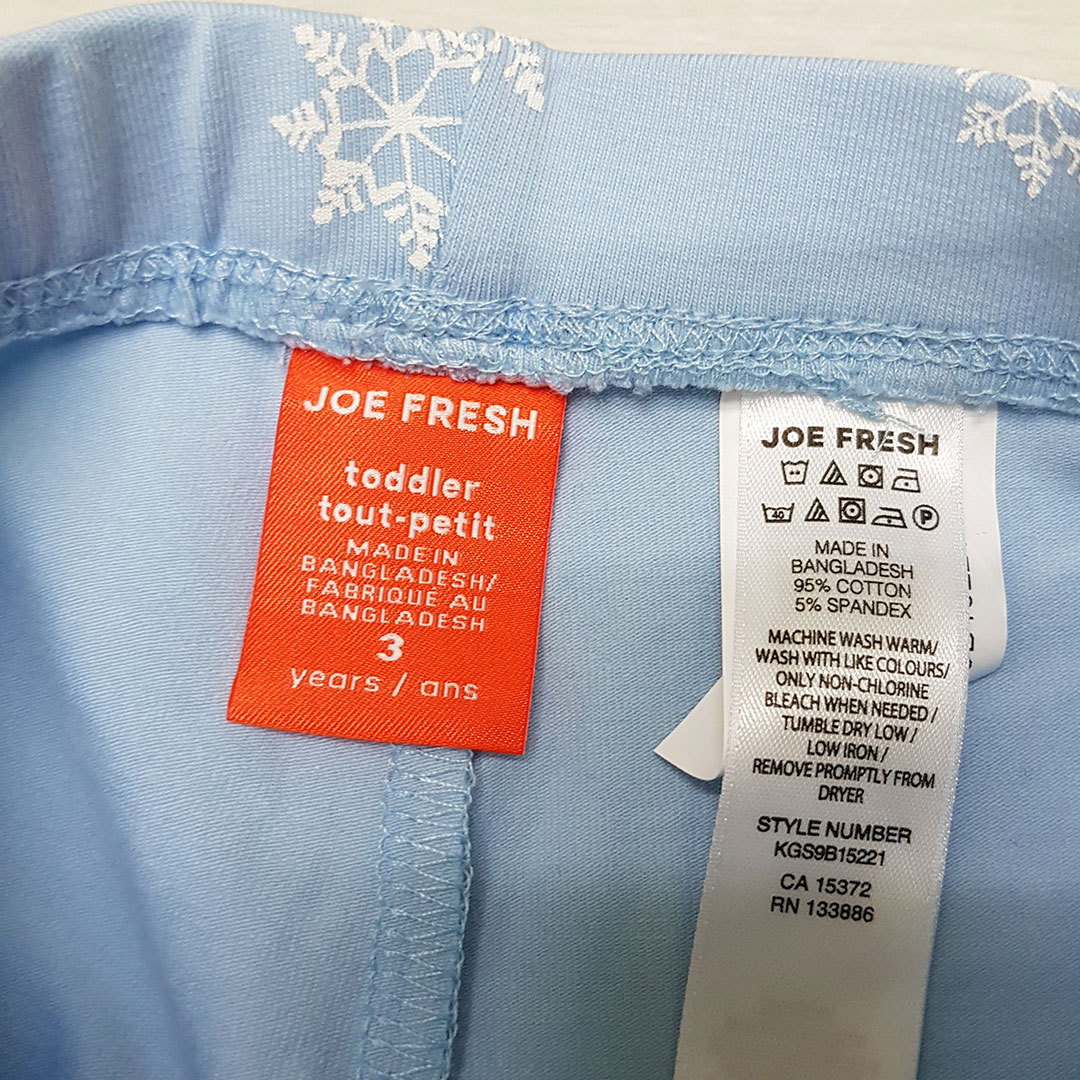 JOE FRESH
toddler
tout-petit
MADE IN
BANGLADESH/
FABRIQUE AU
BANGLADESH
3
years / ans
JOE FRESH
40
P
MADE IN
BANGLADESH
95% COTTON
5% SPANDEX
MACHINE WASH WARM/
WASH WITH LIKE COLOURS/
ONLY NON-CHLORINE
BLEACH WHEN NEEDED /
TUMBLE DRY LOW /
LOW IRON /
REMOVE PROMPTLY FROM
DRYER
STYLE NUMBER
KGS9B15221
CA 15372
RN 133886